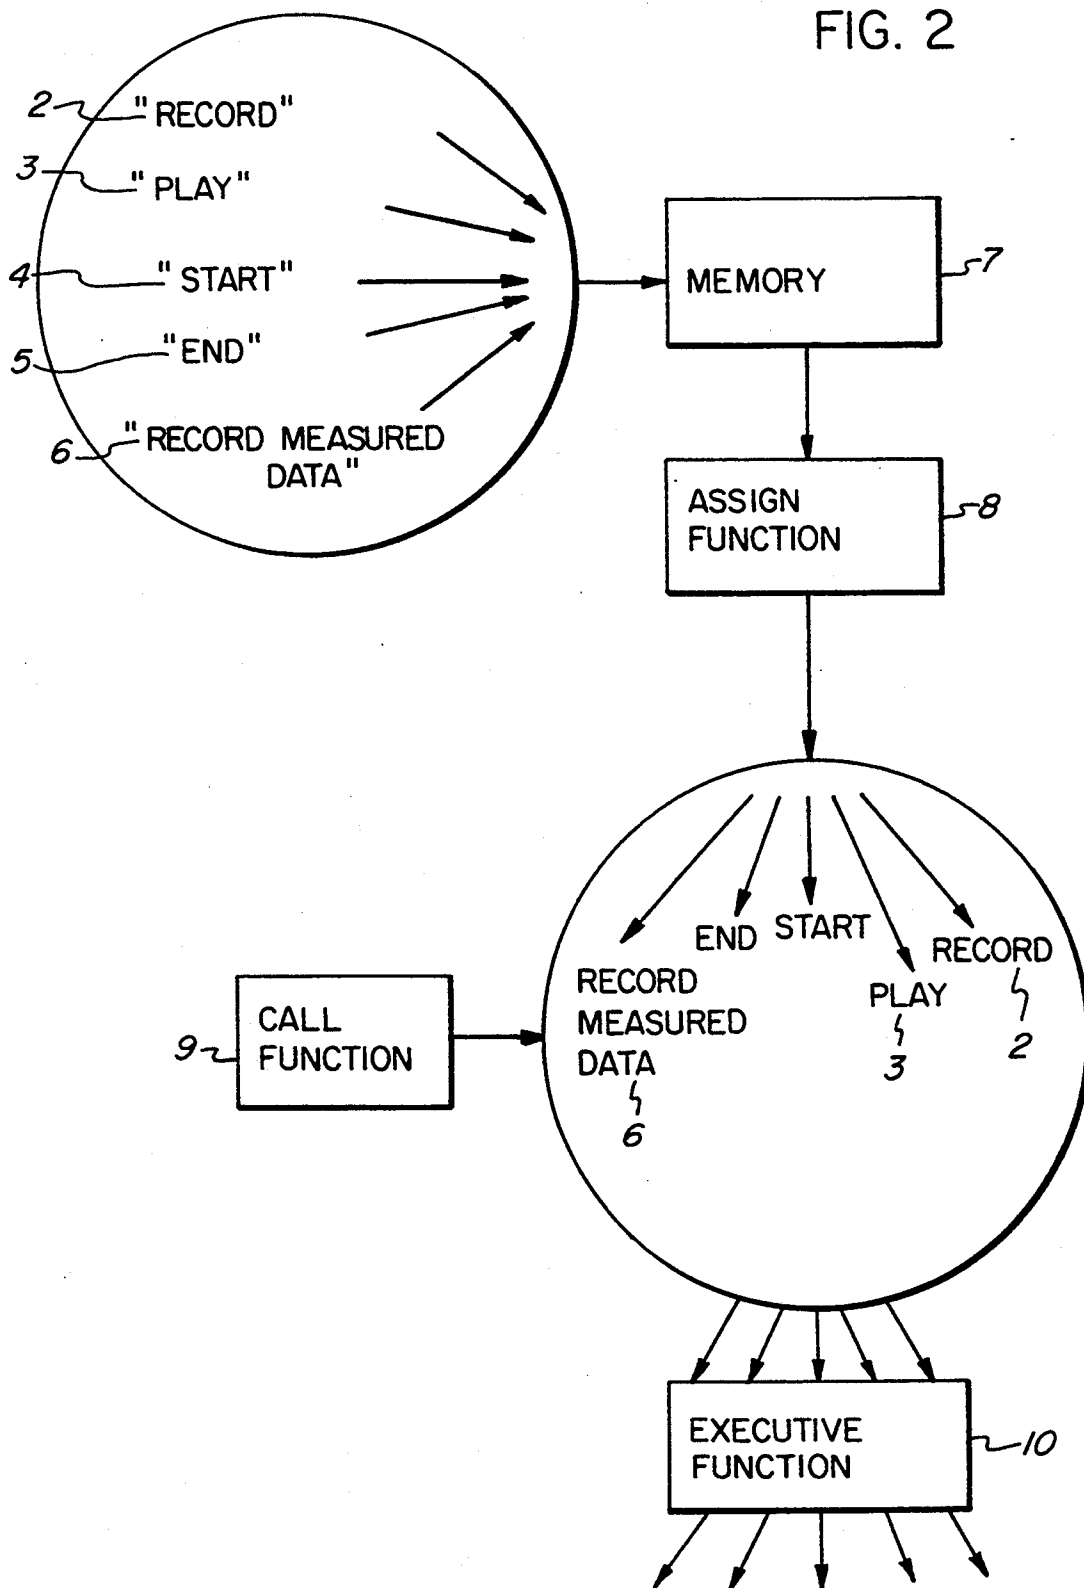 FIG. 2
2 "RECORD"
3 "PLAY"
4 "START"
5 "END"
6 "RECORD MEASURED
DATA"
MEMORY 7
ASSIGN
FUNCTION 8
END START
RECORD
2
PLAY
3
RECORD
MEASURED
DATA
6
CALL
FUNCTION
9
EXECUTIVE
FUNCTION
10